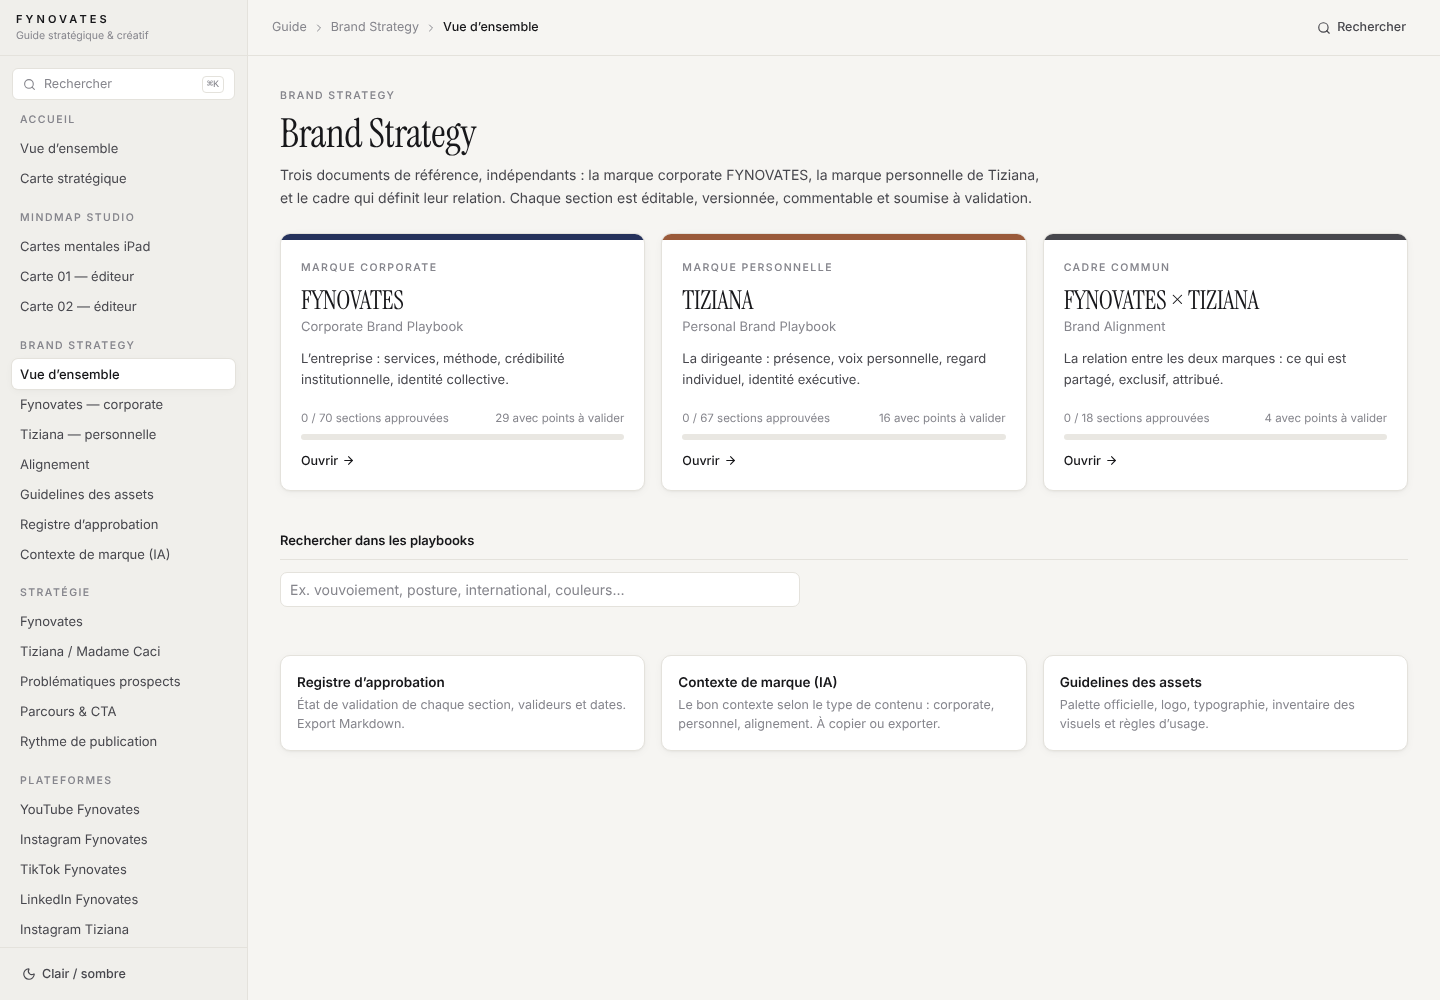 FYNOVATES
Guide stratégique & créatif
Rechercher
⌘K
ACCUEIL
Vue d’ensemble
Carte stratégique
MINDMAP STUDIO
Cartes mentales iPad
Carte 01 — éditeur
Carte 02 — éditeur
BRAND STRATEGY
Vue d’ensemble
Fynovates — corporate
Tiziana — personnelle
Alignement
Guidelines des assets
Registre d’approbation
Contexte de marque (IA)
STRATÉGIE
Fynovates
Tiziana / Madame Caci
Problématiques prospects
Parcours & CTA
Rythme de publication
PLATEFORMES
YouTube Fynovates
Instagram Fynovates
TikTok Fynovates
LinkedIn Fynovates
Instagram Tiziana
Clair / sombre
Guide > Brand Strategy > Vue d’ensemble
Rechercher
BRAND STRATEGY
Brand Strategy
Trois documents de référence, indépendants : la marque corporate FYNOVATES, la marque personnelle de Tiziana,
et le cadre qui définit leur relation. Chaque section est éditable, versionnée, commentable et soumise à validation.
MARQUE CORPORATE
FYNOVATES
Corporate Brand Playbook
L’entreprise : services, méthode, crédibilité
institutionnelle, identité collective.
0 / 70 sections approuvées 29 avec points à valider
Ouvrir →
MARQUE PERSONNELLE
TIZIANA
Personal Brand Playbook
La dirigeante : présence, voix personnelle, regard
individuel, identité exécutive.
0 / 67 sections approuvées 16 avec points à valider
Ouvrir →
CADRE COMMUN
FYNOVATES × TIZIANA
Brand Alignment
La relation entre les deux marques : ce qui est
partagé, exclusif, attribué.
0 / 18 sections approuvées 4 avec points à valider
Ouvrir →
Rechercher dans les playbooks
Ex. vouvoiement, posture, international, couleurs…
Registre d’approbation
État de validation de chaque section, valideurs et dates.
Export Markdown.
Contexte de marque (IA)
Le bon contexte selon le type de contenu : corporate,
personnel, alignement. À copier ou exporter.
Guidelines des assets
Palette officielle, logo, typographie, inventaire des
visuels et règles d’usage.